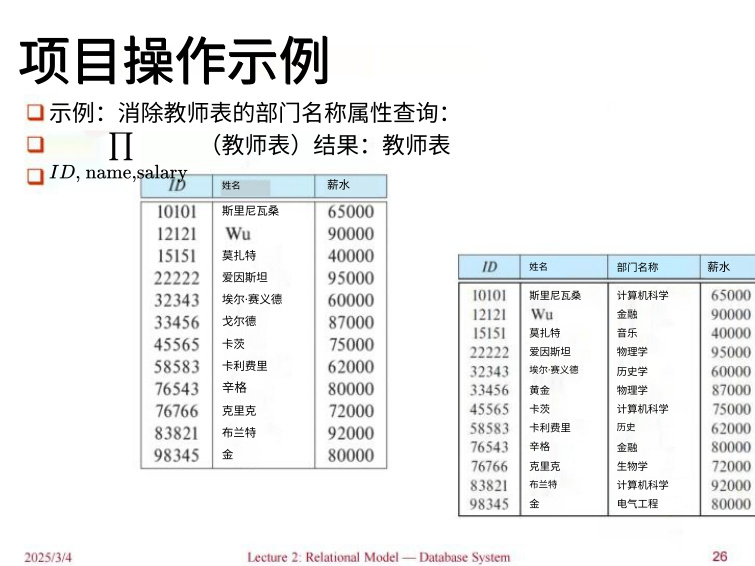 项目操作示例
示例：消除教师表的部门名称属性查询：
∏ （教师表）结果：教师表
ID, name,salary
ID 姓名 薪水
10101 斯里尼瓦桑 65000
12121 Wu 90000
15151 莫扎特 40000
22222 爱因斯坦 95000
32343 埃尔·赛义德 60000
33456 戈尔德 87000
45565 卡茨 75000
58583 卡利费里 62000
76543 辛格 80000
76766 克里克 72000
83821 布兰特 92000
98345 金 80000
ID 姓名 部门名称 薪水
10101 斯里尼瓦桑 计算机科学 65000
12121 Wu 金融 90000
15151 莫扎特 音乐 40000
22222 爱因斯坦 物理学 95000
32343 埃尔·赛义德 历史学 60000
33456 黄金 物理学 87000
45565 卡茨 计算机科学 75000
58583 卡利费里 历史 62000
76543 辛格 金融 80000
76766 克里克 生物学 72000
83821 布兰特 计算机科学 92000
98345 金 电气工程 80000
2025/3/4 Lecture 2: Relational Model — Database System 26